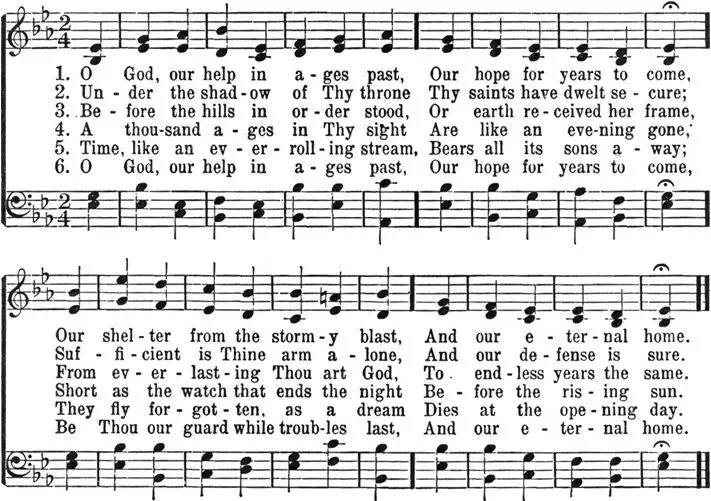 1. O God, our help in a - ges past, Our hope for years to come,
2. Un - der the shad - ow of Thy throne Thy saints have dwelt se - cure;
3. Be - fore the hills in or - der stood, Or earth re - ceived her frame,
4. A thou - sand a - ges in Thy sight Are like an eve - ning gone;
5. Time, like an ev - er - roll - ing stream, Bears all its sons a - way;
6. O God, our help in a - ges past, Our hope for years to come,
Our shel - ter from the storm - y blast, And our e - ter - nal home.
Suf - fi - cient is Thine arm a - lone, And our de - fense is sure.
From ev - er - last - ing Thou art God, To end - less years the same.
Short as the watch that ends the night Be - fore the ris - ing sun.
They fly for - got - ten, as a dream Dies at the ope - ning day.
Be Thou our guard while troub - les last, And our e - ter - nal home.